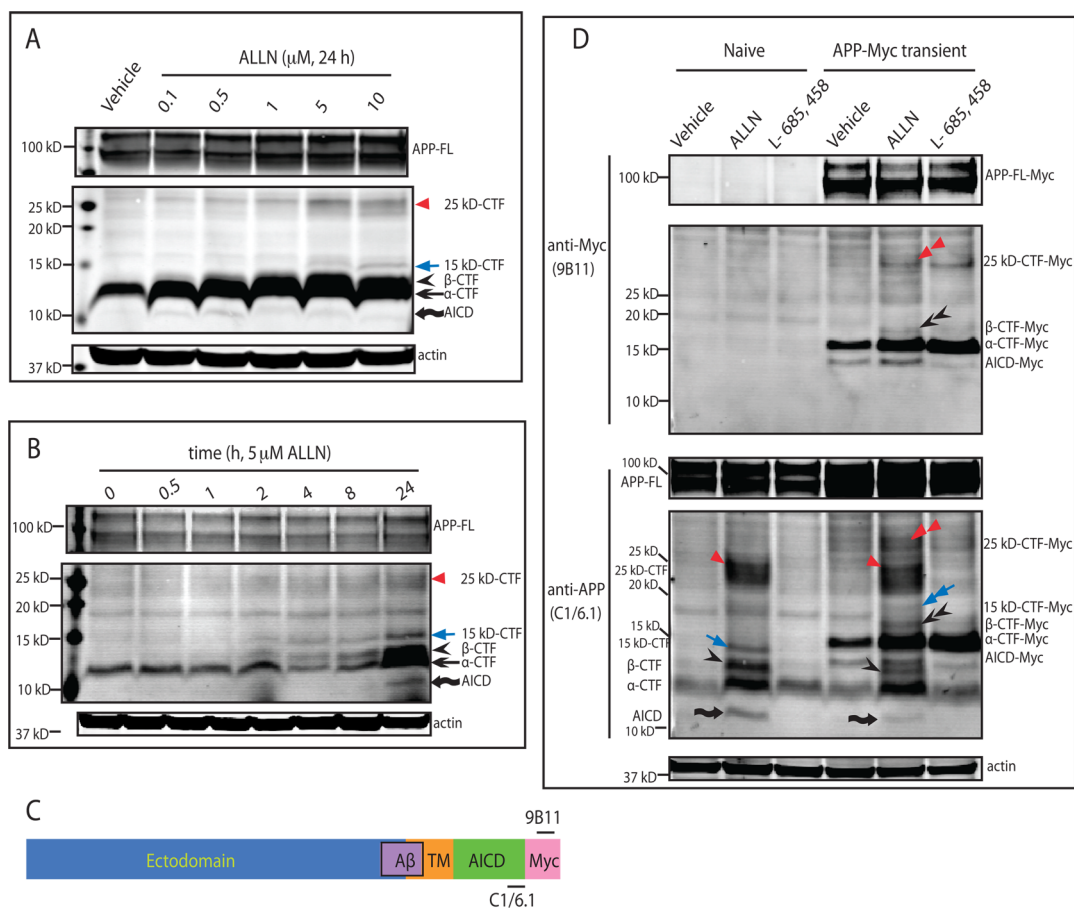 A
ALLN (μM, 24 h)
Vehicle
0.1
0.5
1
5
10
100 kD
APP-FL
25 kD
20 kD
15 kD
10 kD
25 kD-CTF
15 kD-CTF
β-CTF
α-CTF
AICD
37 kD
actin
B
time (h, 5 μM ALLN)
0
0.5
1
2
4
8
24
100 kD
APP-FL
25 kD
20 kD
15 kD
10 kD
25 kD-CTF
15 kD-CTF
β-CTF
α-CTF
AICD
37 kD
actin
C
Ectodomain
Aβ
TM
AICD
Myc
9B11
C1/6.1
D
Naive
APP-Myc transient
Vehicle
ALLN
L- 685, 458
Vehicle
ALLN
L- 685, 458
anti-Myc
(9B11)
100 kD
APP-FL-Myc
25 kD
20 kD
15 kD
10 kD
25 kD-CTF-Myc
β-CTF-Myc
α-CTF-Myc
AICD-Myc
anti-APP
(C1/6.1)
100 kD
APP-FL
25 kD
25 kD-CTF
20 kD
15 kD
15 kD-CTF
β-CTF
α-CTF
AICD
10 kD
25 kD-CTF-Myc
15 kD-CTF-Myc
β-CTF-Myc
α-CTF-Myc
AICD-Myc
37 kD
actin